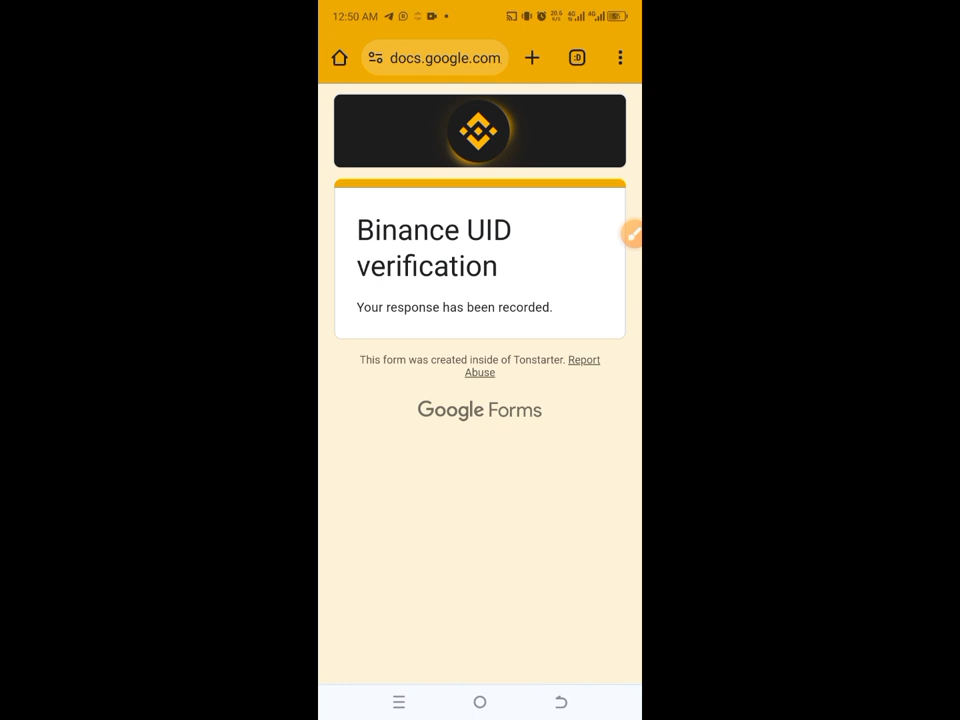 12:50 AM
docs.google.com
:D
Binance UID
verification
Your response has been recorded.
This form was created inside of Tonstarter. Report
Abuse
Google Forms